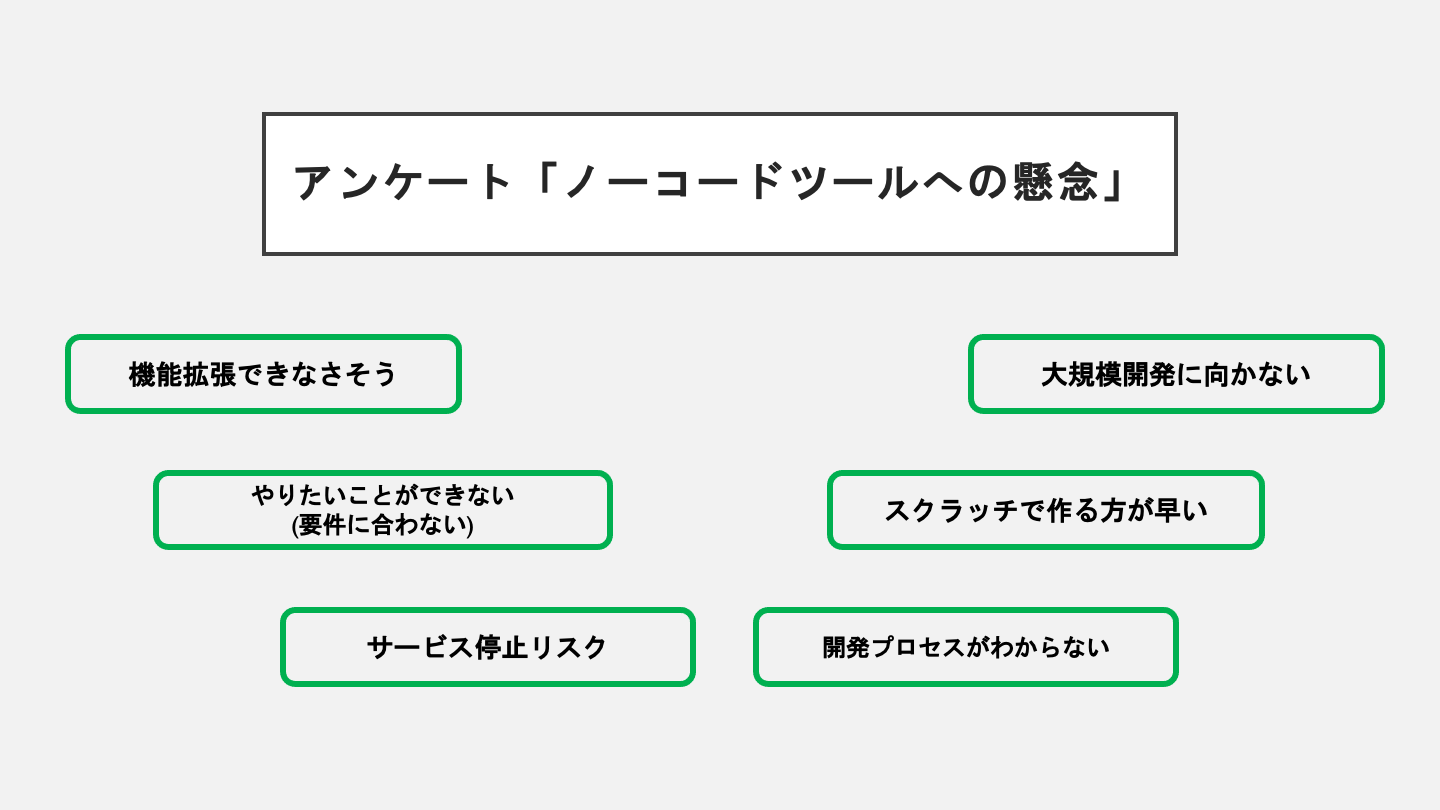 アンケート「ノーコードツールへの懸念」
機能拡張できなさそう
大規模開発に向かない
やりたいことができない
(要件に合わない)
スクラッチで作る方が早い
サービス停止リスク
開発プロセスがわからない